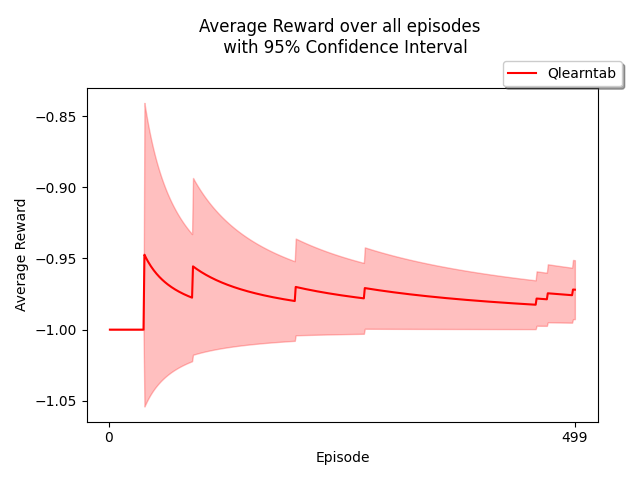 Average Reward over all episodes
with 95% Confidence Interval
Qlearntab
−0.85
−0.90
−0.95
−1.00
−1.05
Average Reward
0
499
Episode